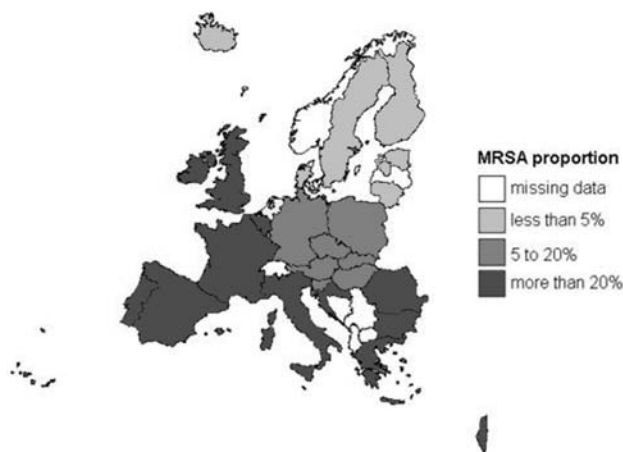 MRSA proportion
missing data
less than 5%
5 to 20%
more than 20%